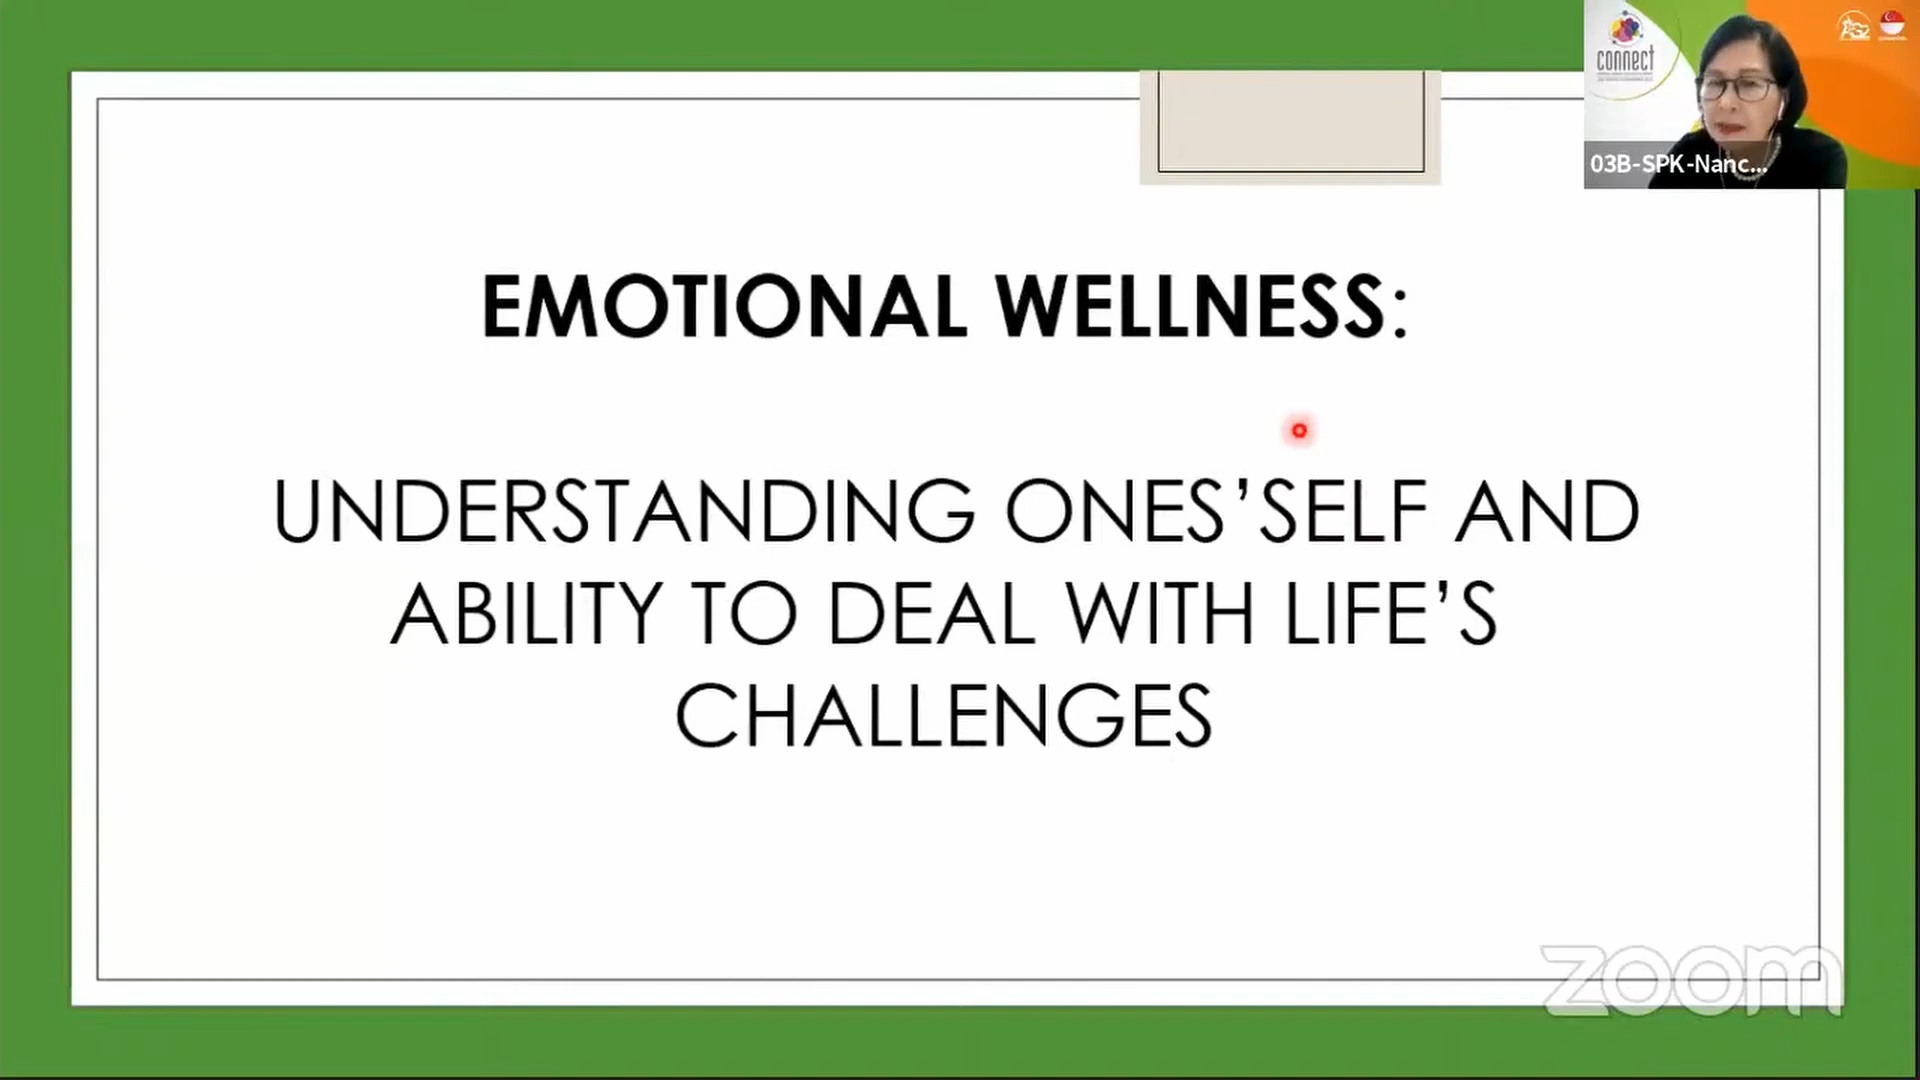 connect
03B-SPK-Nanc...
EMOTIONAL WELLNESS:
UNDERSTANDING ONES’SELF AND
ABILITY TO DEAL WITH LIFE’S
CHALLENGES
zoom